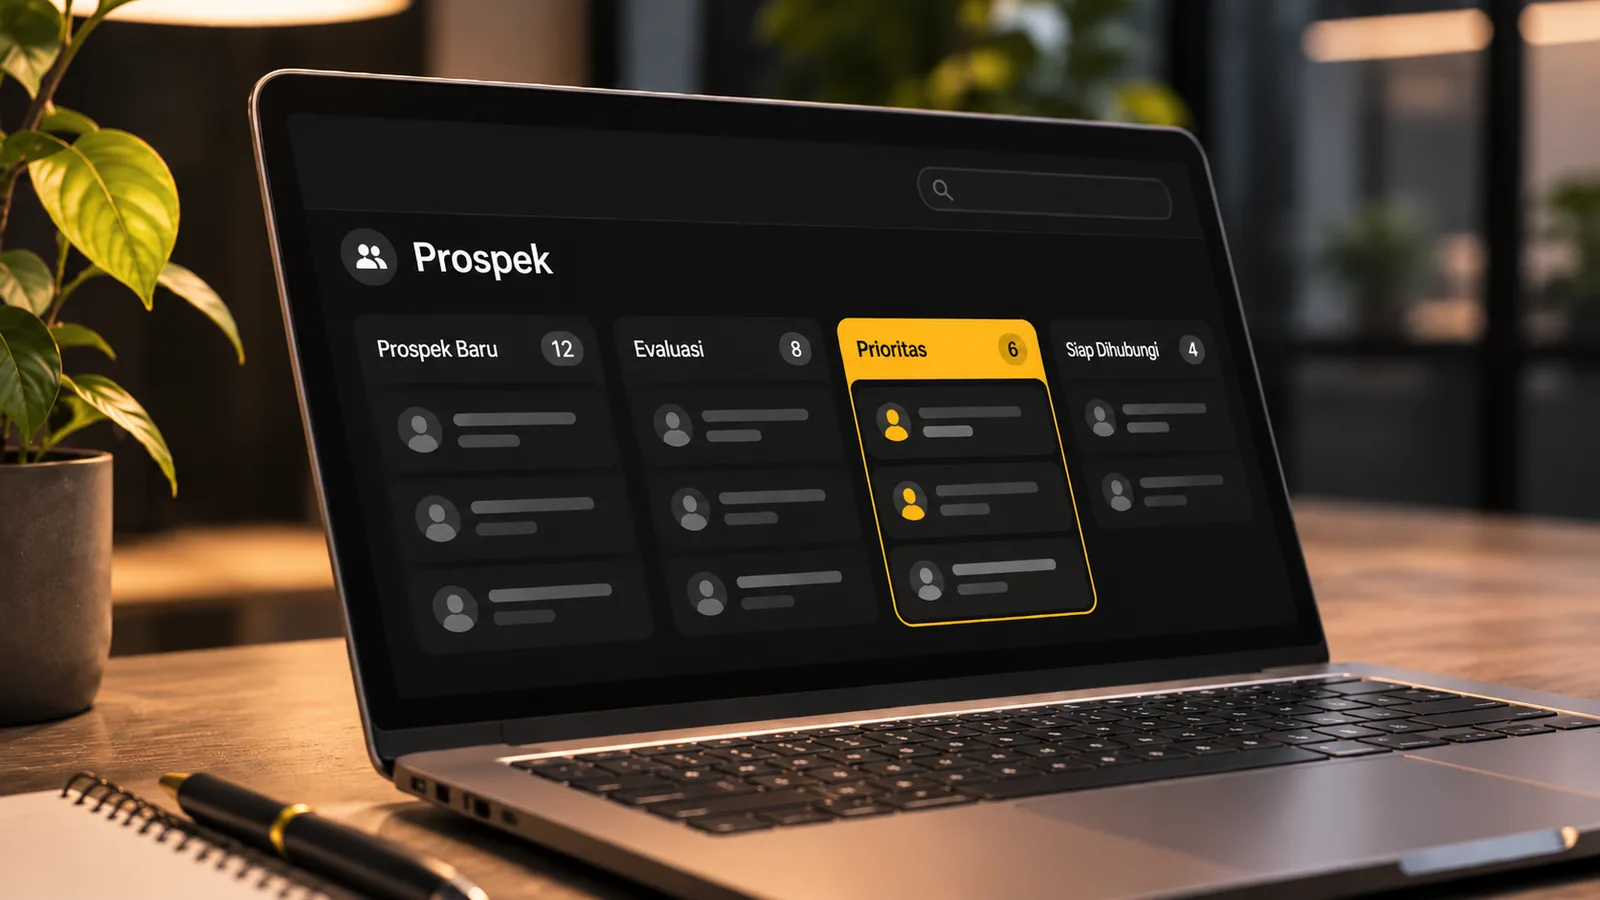 Prospek
Prospek Baru 12
Evaluasi 8
Prioritas 6
Siap Dihubungi 4